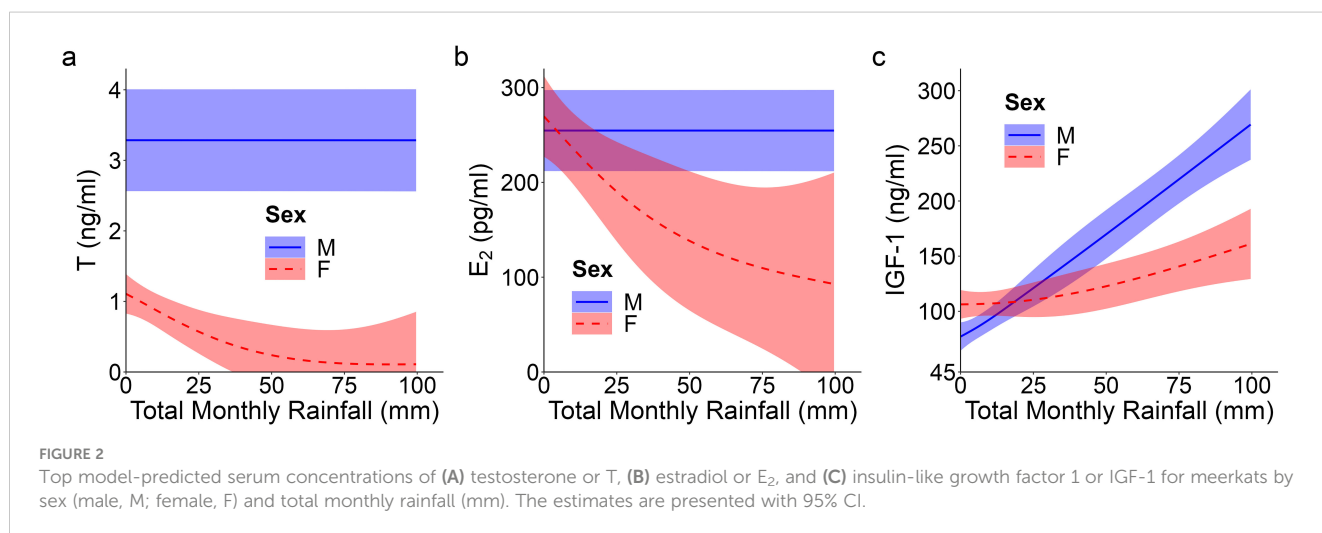 a
4
3
2
1
0
T (ng/ml)
Sex
M
F
0 25 50 75 100
Total Monthly Rainfall (mm)
b
300
200
100
0
E₂ (pg/ml)
Sex
M
F
0 25 50 75 100
Total Monthly Rainfall (mm)
c
300
250
200
150
100
45
IGF-1 (ng/ml)
Sex
M
F
0 25 50 75 100
Total Monthly Rainfall (mm)
FIGURE 2
Top model-predicted serum concentrations of (A) testosterone or T, (B) estradiol or E₂, and (C) insulin-like growth factor 1 or IGF-1 for meerkats by
sex (male, M; female, F) and total monthly rainfall (mm). The estimates are presented with 95% CI.